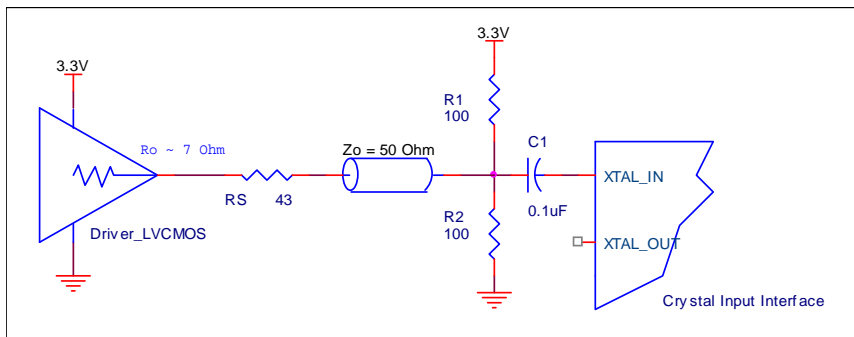 3.3V
3.3V
R1
100
Ro ~ 7 Ohm
Zo = 50 Ohm
C1
XTAL_IN
RS 43
0.1uF
R2
100
Driver_LVCMOS
XTAL_OUT
Crystal Input Interface